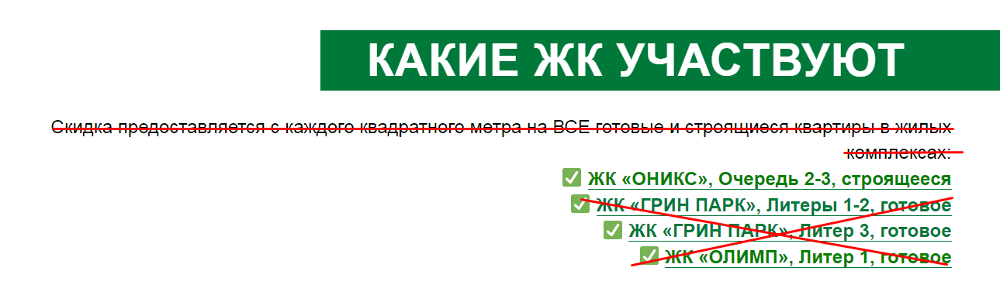 КАКИЕ ЖК УЧАСТВУЮТ
Скидка предоставляется с каждого квадратного метра на ВСЕ готовые и строящиеся квартиры в жилых
комплексах:
ЖК «ОНИКС», Очередь 2-3, строящееся
ЖК «ГРИН ПАРК», Литеры 1-2, готовое
ЖК «ГРИН ПАРК», Литер 3, готовое
ЖК «ОЛИМП», Литер 1, готовое